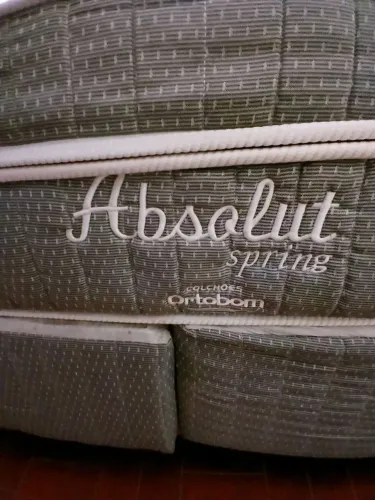 Absolut
spring
COLCHÕES
Ortobom